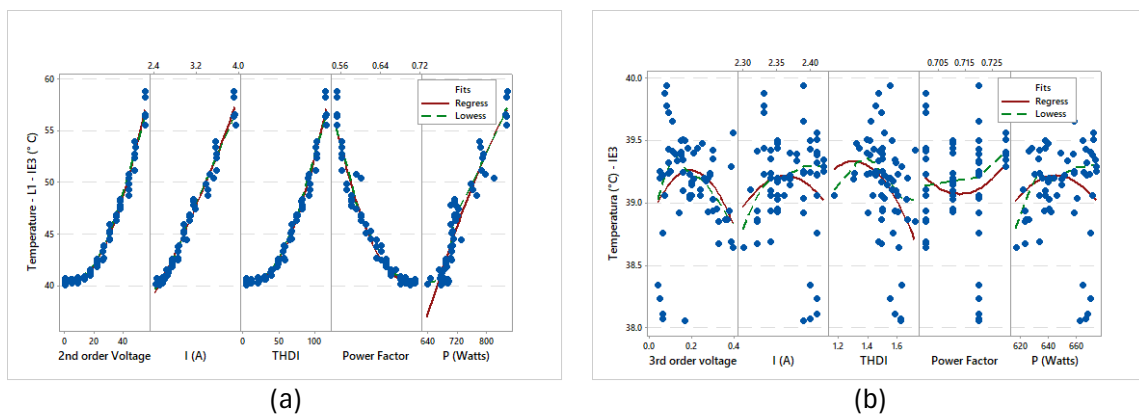 2.4 3.2 4.0 0.56 0.64 0.72
60
55
50
45
40
Temperature - L1 - IE3 (° C)
Fits
Regress
Lowess
0 20 40 0 50 100 640 720 800
2nd order Voltage I (A) THDI Power Factor P (Watts)
(a)
2.30 2.35 2.40 0.705 0.715 0.725
40.0
39.5
39.0
38.5
38.0
Temperatura (°C) - IE3
Fits
Regress
Lowess
0.0 0.2 0.4 1.2 1.4 1.6 620 640 660
3rd order voltage I (A) THDI Power Factor P (Watts)
(b)